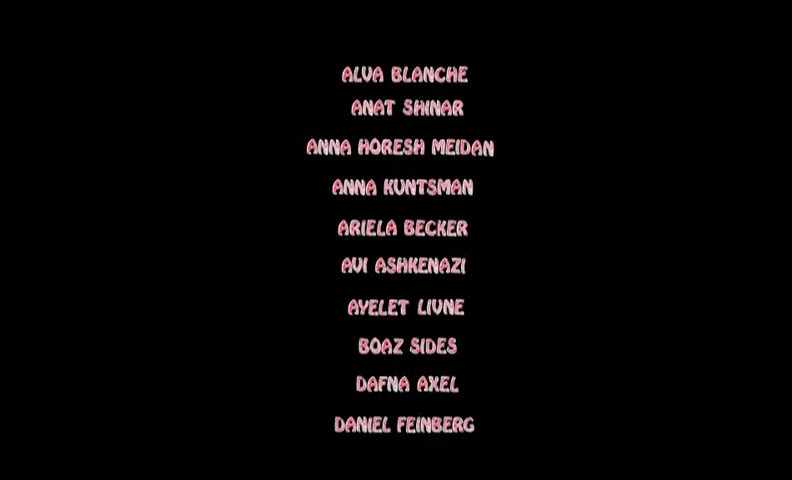 ALVA BLANCHE
ANAT SHINAR
ANNA HORESH MEIDAN
ANNA KUNTSMAN
ARIELA BECKER
AVI ASHKENAZI
AYELET LIVNE
BOAZ SIDES
DAFNA AXEL
DANIEL FEINBERG